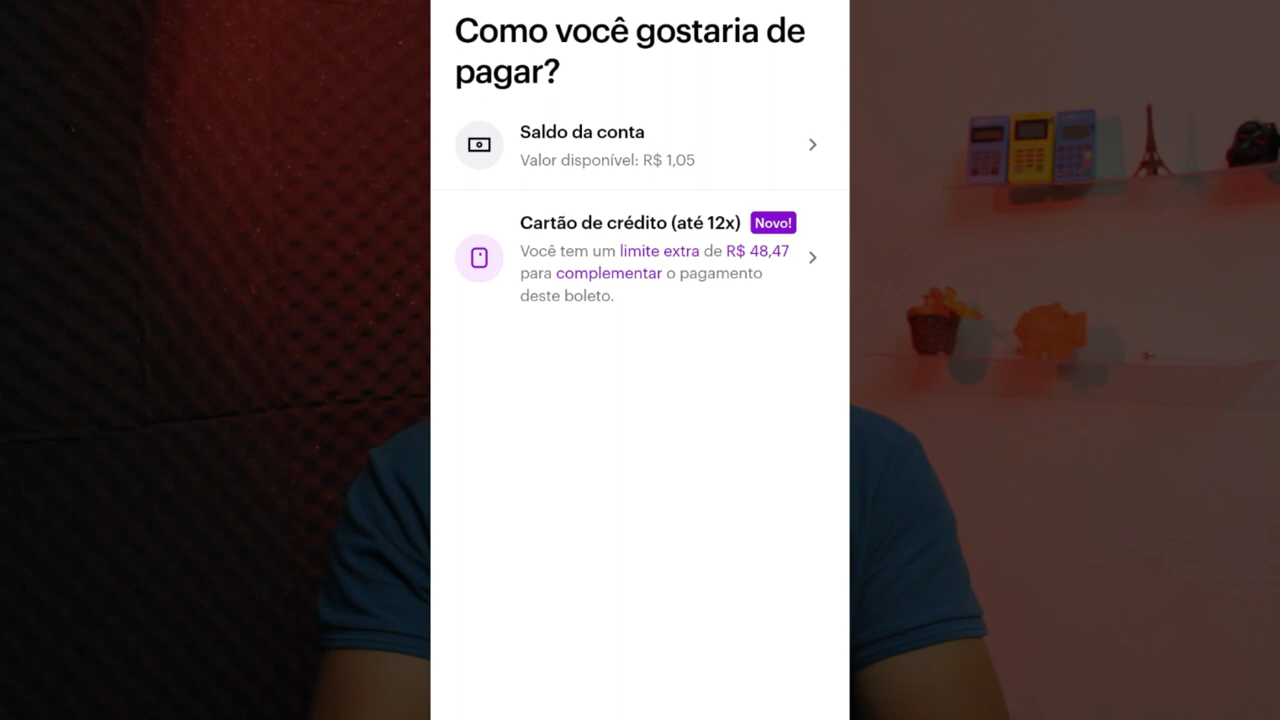 Como você gostaria de
pagar?
Saldo da conta
Valor disponível: R$ 1,05
Cartão de crédito (até 12x) Novo!
Você tem um limite extra de R$ 48,47
para complementar o pagamento
deste boleto.